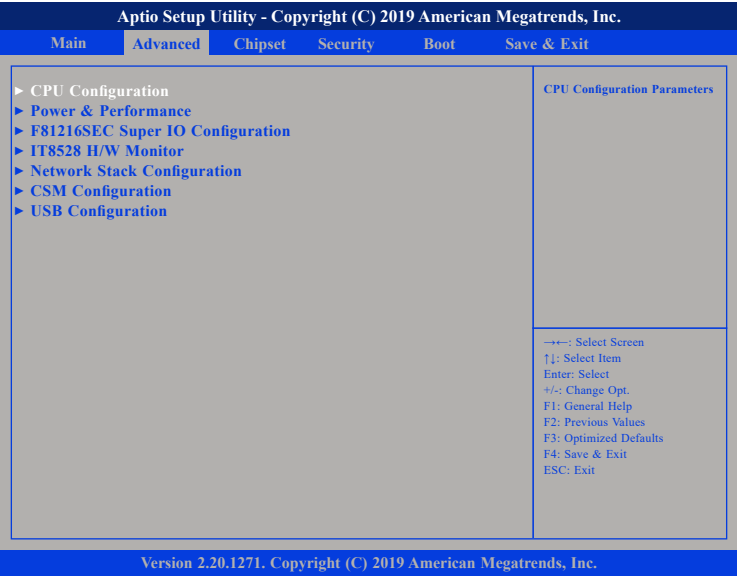 Aptio Setup Utility - Copyright (C) 2019 American Megatrends, Inc.
Main Advanced Chipset Security Boot Save & Exit
► CPU Configuration
► Power & Performance
► F81216SEC Super IO Configuration
► IT8528 H/W Monitor
► Network Stack Configuration
► CSM Configuration
► USB Configuration
CPU Configuration Parameters
→←: Select Screen
↑↓: Select Item
Enter: Select
+/-: Change Opt.
F1: General Help
F2: Previous Values
F3: Optimized Defaults
F4: Save & Exit
ESC: Exit
Version 2.20.1271. Copyright (C) 2019 American Megatrends, Inc.